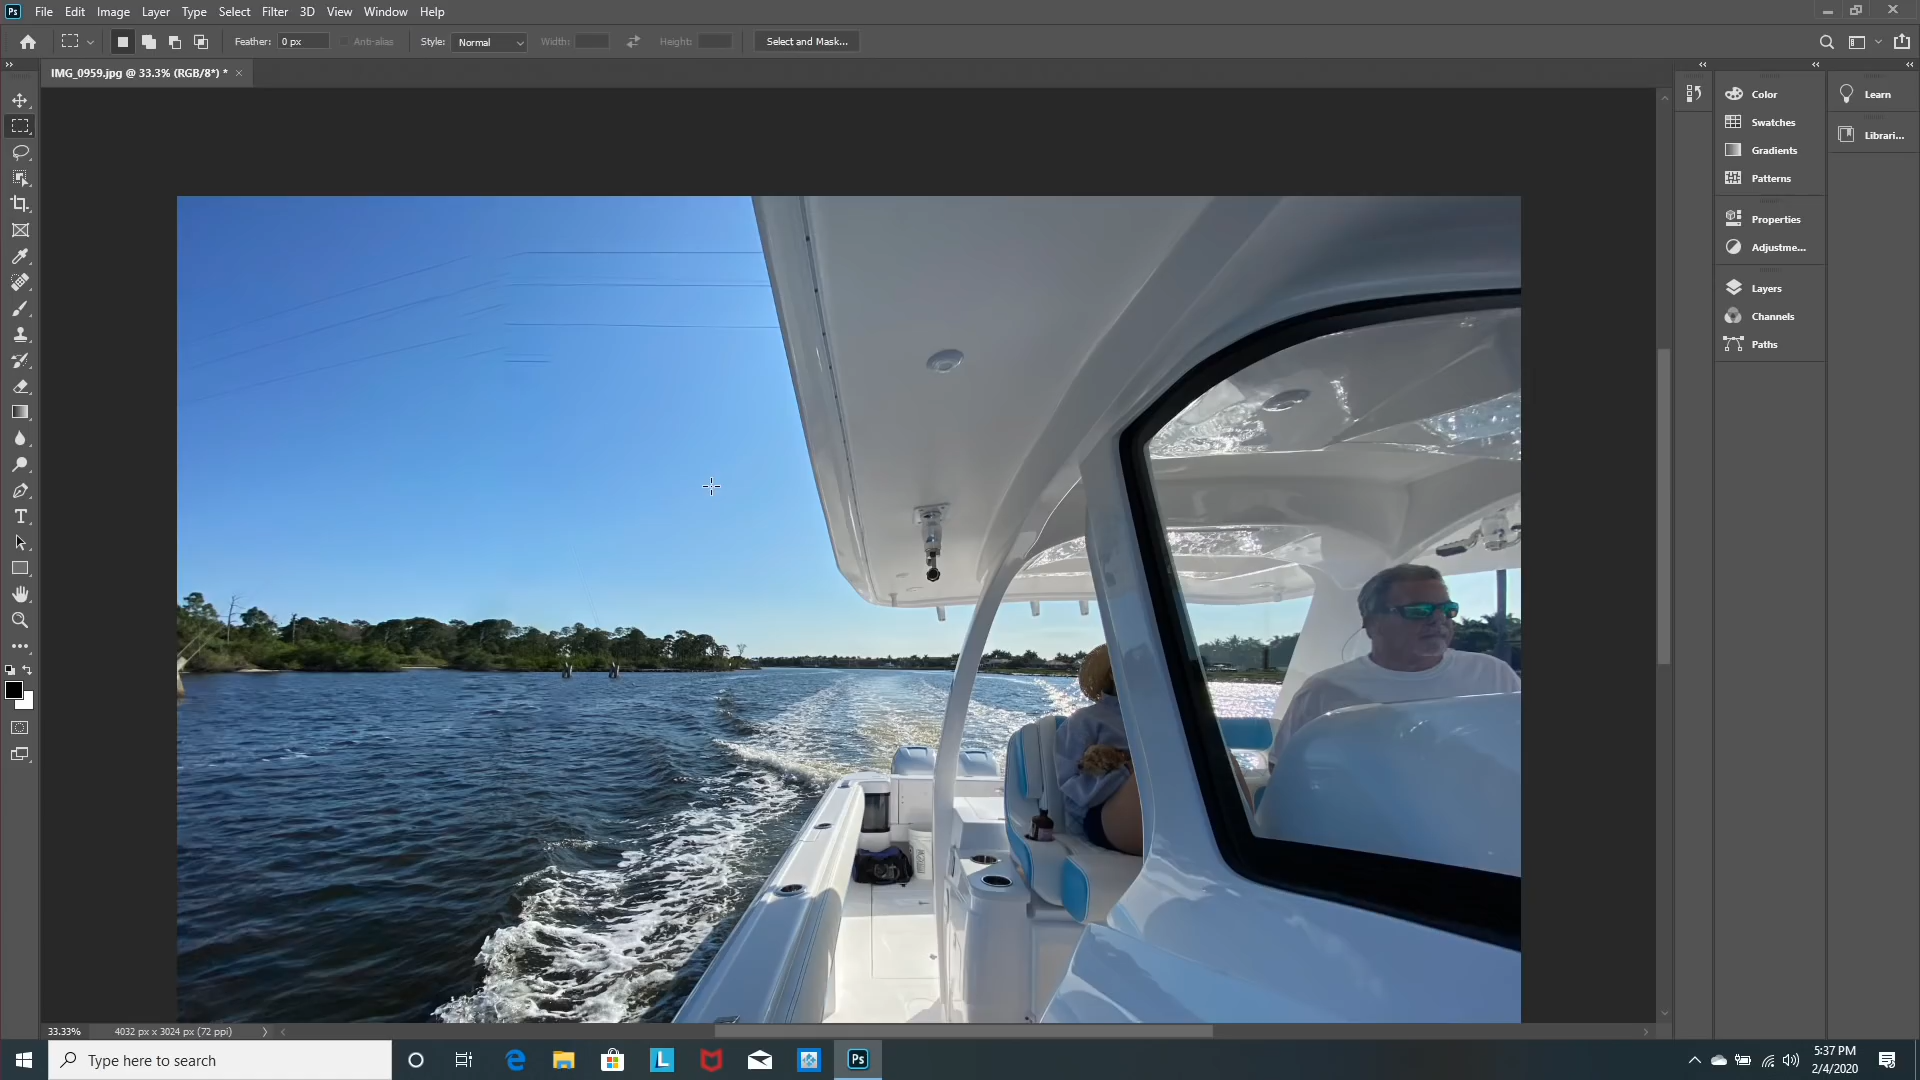 Ps File Edit Image Layer Type Select Filter 3D View Window Help
Feather: 0 px Anti-alias Style: Normal Width: Height: Select and Mask...
IMG_0959.jpg @ 33.3% (RGB/8*) * ×
Color
Swatches
Gradients
Patterns
Properties
Adjustme...
Layers
Channels
Paths
Learn
Librari...
33.33% 4032 px x 3024 px (72 ppi)
Type here to search
L
Ps
5:37 PM
2/4/2020